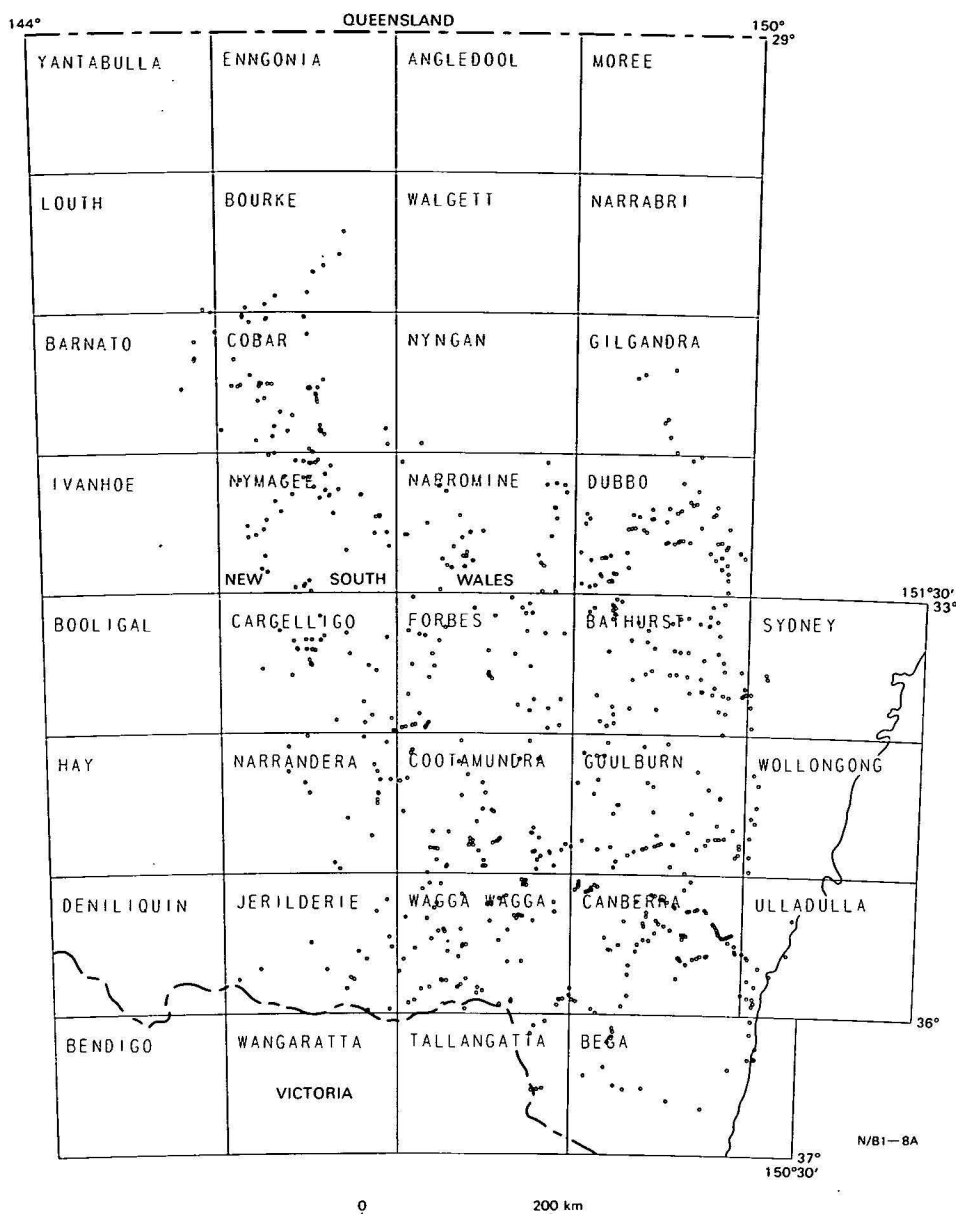 144° QUEENSLAND 150°
29°
YANTABULLA ENNGONIA ANGLEDOOL MOREE
LOUTH BOURKE WALGETT NARRABRI
BARNATO COBAR NYNGAN GILGANDRA
IVANHOE NYMAGEE NARROMINE DUBBO
NEW SOUTH WALES
151°30'
33°
BOOLIGAL CARGELLIGO FORBES BATHURST SYDNEY
HAY NARRANDERA COOTAMUNDRA GOULBURN WOLLONGONG
DENILIQUIN JERILDERIE WAGGA WAGGA CANBERRA ULLADULLA
36°
BENDIGO WANGARATTA TALLANGATTA BEGA
VICTORIA
N/B1—8A
37°
150°30'
0 200 km